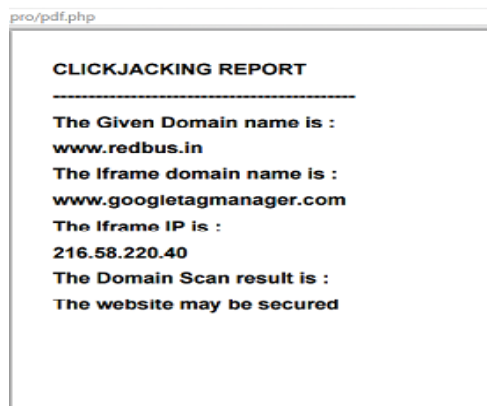 pro/pdf.php
CLICKJACKING REPORT
-------------------------------------------
The Given Domain name is :
www.redbus.in
The Iframe domain name is :
www.googletagmanager.com
The Iframe IP is :
216.58.220.40
The Domain Scan result is :
The website may be secured